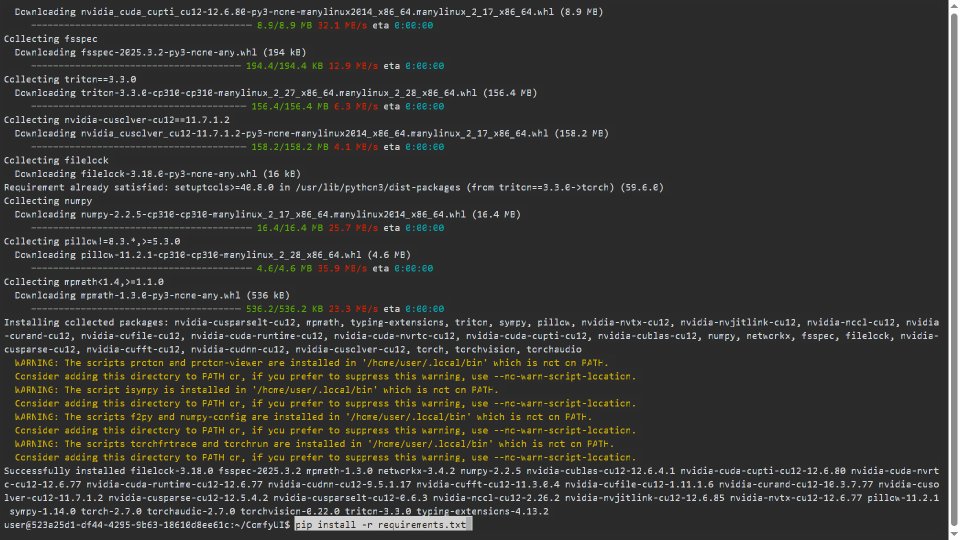 Downloading nvidia_cuda_cupti_cu12-12.6.80-py3-none-manylinux2014_x86_64.manylinux_2_17_x86_64.whl (8.9 MB)
8.9/8.9 MB 32.1 MB/s eta 0:00:00
Collecting fsspec
Downloading fsspec-2025.3.2-py3-none-any.whl (194 kB)
194.4/194.4 KB 12.9 MB/s eta 0:00:00
Collecting triton==3.3.0
Downloading triton-3.3.0-cp310-cp310-manylinux_2_27_x86_64.manylinux_2_28_x86_64.whl (156.4 MB)
156.4/156.4 MB 6.3 MB/s eta 0:00:00
Collecting nvidia-cusolver-cu12==11.7.1.2
Downloading nvidia_cusolver_cu12-11.7.1.2-py3-none-manylinux2014_x86_64.manylinux_2_17_x86_64.whl (158.2 MB)
158.2/158.2 MB 4.1 MB/s eta 0:00:00
Collecting filelock
Downloading filelock-3.18.0-py3-none-any.whl (16 kB)
Requirement already satisfied: setuptools>=40.8.0 in /usr/lib/python3/dist-packages (from triton==3.3.0->torch) (59.6.0)
Collecting numpy
Downloading numpy-2.2.5-cp310-cp310-manylinux_2_17_x86_64.manylinux2014_x86_64.whl (16.4 MB)
16.4/16.4 MB 25.7 MB/s eta 0:00:00
Collecting pillow!=8.3.*,>=5.3.0
Downloading pillow-11.2.1-cp310-cp310-manylinux_2_28_x86_64.whl (4.6 MB)
4.6/4.6 MB 35.9 MB/s eta 0:00:00
Collecting mpmath<1.4,>=1.1.0
Downloading mpmath-1.3.0-py3-none-any.whl (536 kB)
536.2/536.2 KB 23.3 MB/s eta 0:00:00
Installing collected packages: nvidia-cusparselt-cu12, mpmath, typing-extensions, triton, sympy, pillow, nvidia-nvtx-cu12, nvidia-nvjitlink-cu12, nvidia-nccl-cu12, nvidia
-curand-cu12, nvidia-cufile-cu12, nvidia-cuda-runtime-cu12, nvidia-cuda-nvrtc-cu12, nvidia-cuda-cupti-cu12, nvidia-cublas-cu12, numpy, networkx, fsspec, filelock, nvidia-
cusparse-cu12, nvidia-cufft-cu12, nvidia-cudnn-cu12, nvidia-cusolver-cu12, torch, torchvision, torchaudio
WARNING: The scripts proton and proton-viewer are installed in '/home/user/.local/bin' which is not on PATH.
Consider adding this directory to PATH or, if you prefer to suppress this warning, use --no-warn-script-location.
WARNING: The script isympy is installed in '/home/user/.local/bin' which is not on PATH.
Consider adding this directory to PATH or, if you prefer to suppress this warning, use --no-warn-script-location.
WARNING: The scripts f2py and numpy-config are installed in '/home/user/.local/bin' which is not on PATH.
Consider adding this directory to PATH or, if you prefer to suppress this warning, use --no-warn-script-location.
WARNING: The scripts torchfrtrace and torchrun are installed in '/home/user/.local/bin' which is not on PATH.
Consider adding this directory to PATH or, if you prefer to suppress this warning, use --no-warn-script-location.
Successfully installed filelock-3.18.0 fsspec-2025.3.2 mpmath-1.3.0 networkx-3.4.2 numpy-2.2.5 nvidia-cublas-cu12-12.6.4.1 nvidia-cuda-cupti-cu12-12.6.80 nvidia-cuda-nvrt
c-cu12-12.6.77 nvidia-cuda-runtime-cu12-12.6.77 nvidia-cudnn-cu12-9.5.1.17 nvidia-cufft-cu12-11.3.0.4 nvidia-cufile-cu12-1.11.1.6 nvidia-curand-cu12-10.3.7.77 nvidia-cuso
lver-cu12-11.7.1.2 nvidia-cusparse-cu12-12.5.4.2 nvidia-cusparselt-cu12-0.6.3 nvidia-nccl-cu12-2.26.2 nvidia-nvjitlink-cu12-12.6.85 nvidia-nvtx-cu12-12.6.77 pillow-11.2.1
sympy-1.14.0 torch-2.7.0 torchaudio-2.7.0 torchvision-0.22.0 triton-3.3.0 typing-extensions-4.13.2
user@523a25d1-df44-4295-9b63-18610d8ee61c:~/ComfyUI$ pip install -r requirements.txt